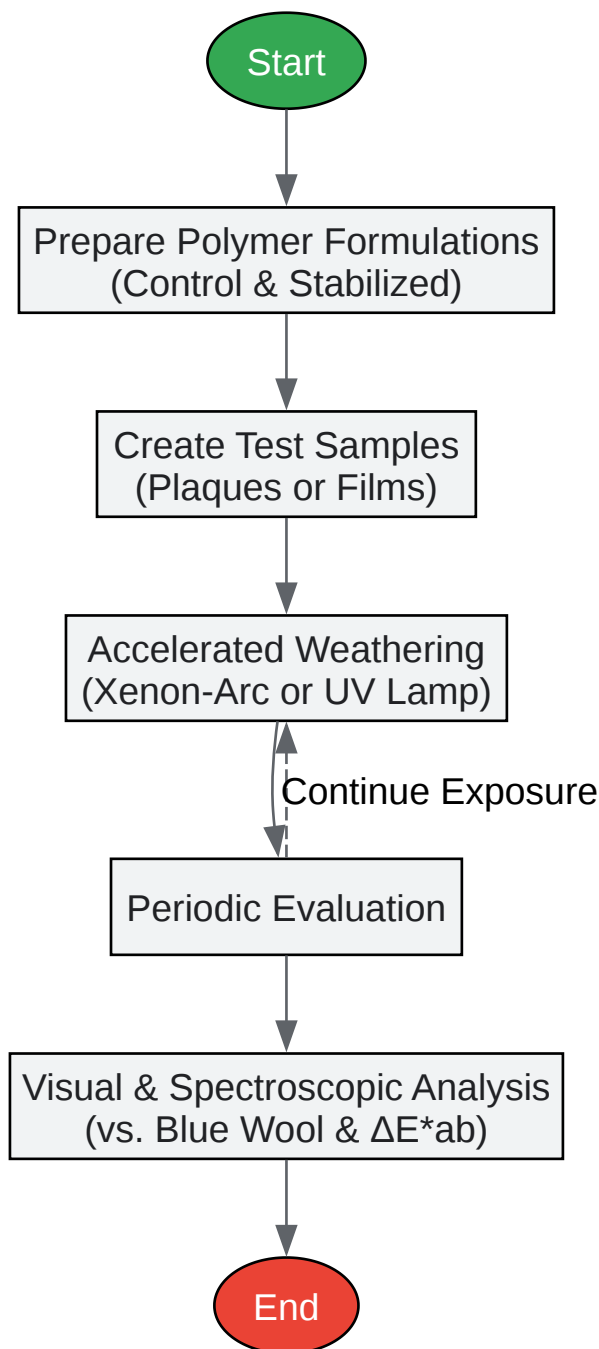 Start
Prepare Polymer Formulations
(Control & Stabilized)
Create Test Samples
(Plaques or Films)
Accelerated Weathering
(Xenon-Arc or UV Lamp)
Continue Exposure
Periodic Evaluation
Visual & Spectroscopic Analysis
(vs. Blue Wool & ΔE*ab)
End